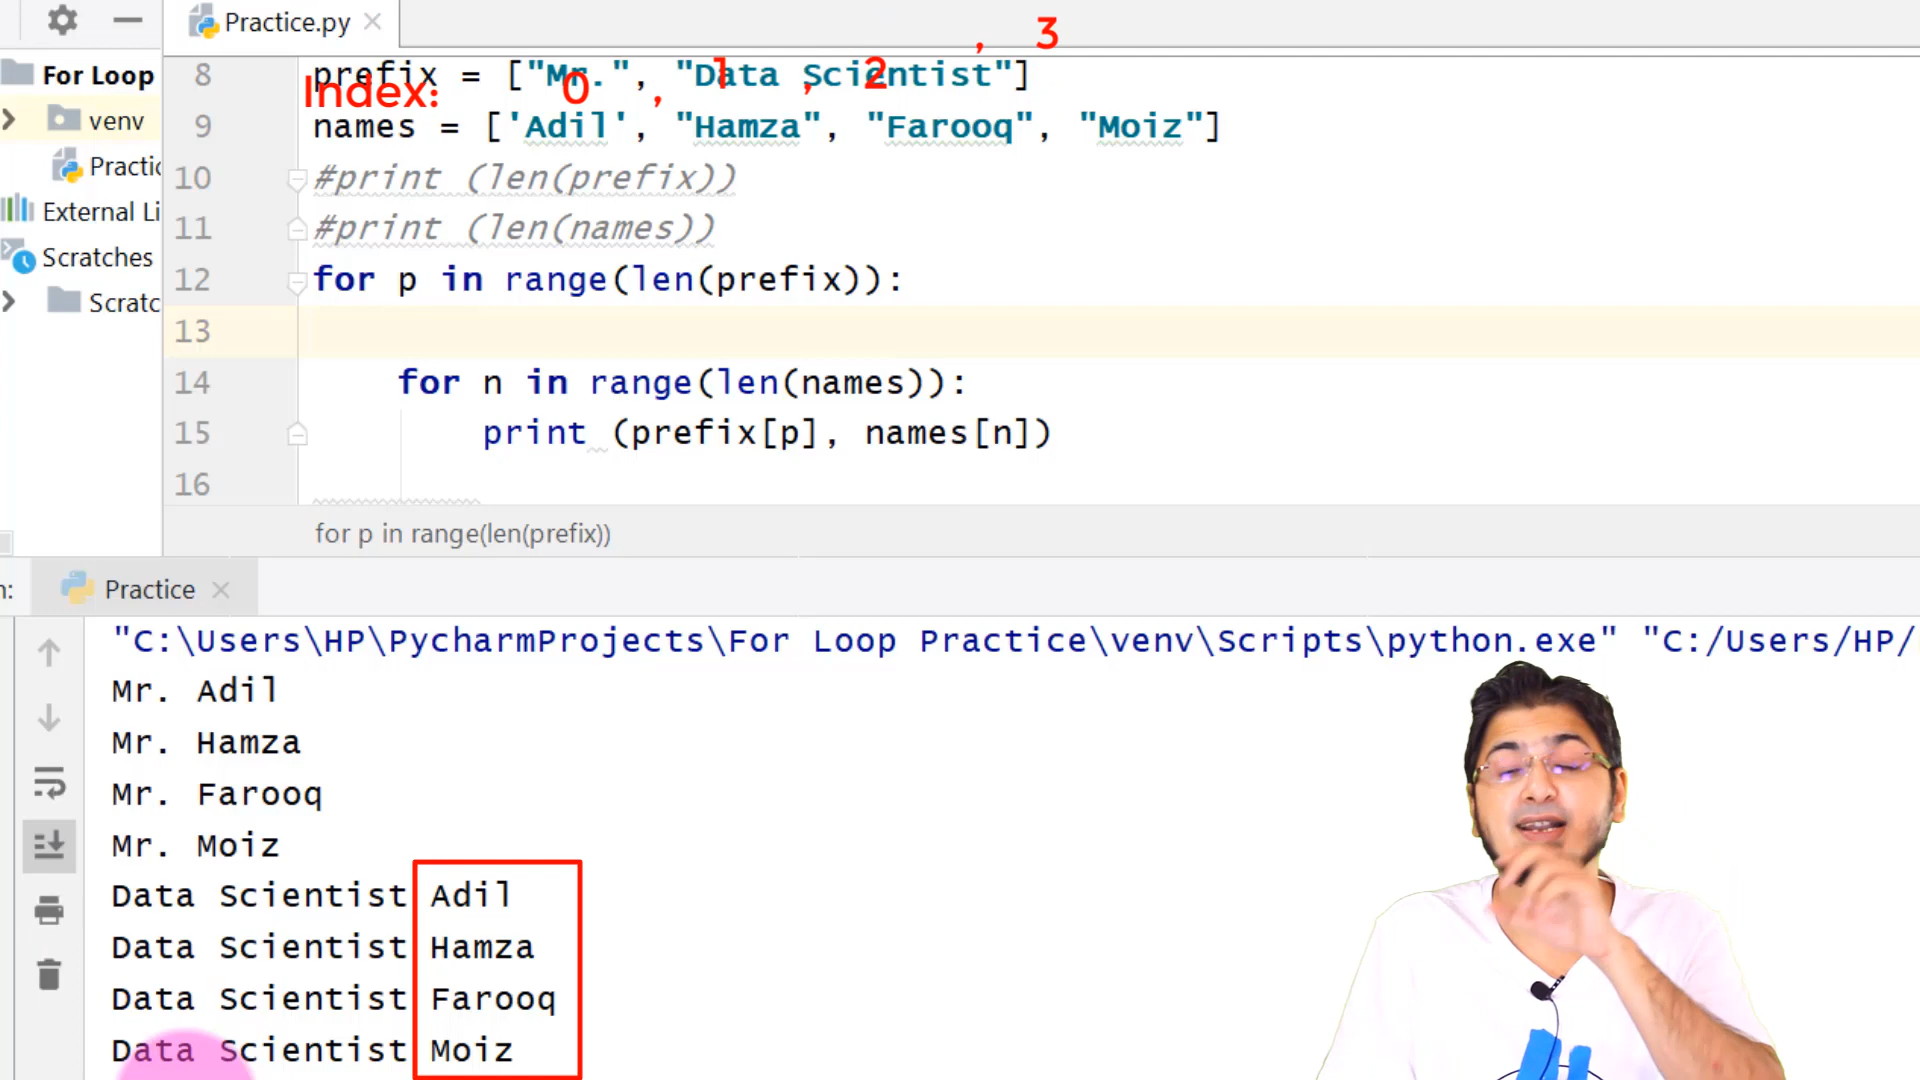 Practice.py
, 3
For Loop
8 prefix = ["Mr.", "Data Scientist"]
Index: 0 , 1 , 2
venv
9 names = ['Adil', "Hamza", "Farooq", "Moiz"]
Practic
10 #print (len(prefix))
External Li
11 #print (len(names))
Scratches
12 for p in range(len(prefix)):
Scratc
13
14 for n in range(len(names)):
15 print (prefix[p], names[n])
16
for p in range(len(prefix))
n: Practice
"C:\Users\HP\PycharmProjects\For Loop Practice\venv\Scripts\python.exe" "C:/Users/HP/
Mr. Adil
Mr. Hamza
Mr. Farooq
Mr. Moiz
Data Scientist Adil
Data Scientist Hamza
Data Scientist Farooq
Data Scientist Moiz